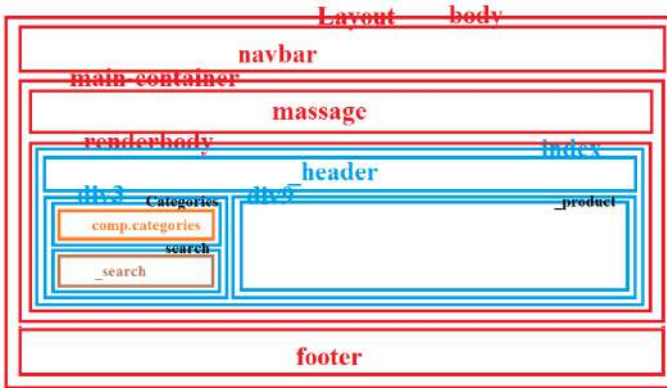 Layout body
navbar
main-container
massage
renderbody
index
_header
div3
Categories
div9
_product
comp.categories
search
_search
footer